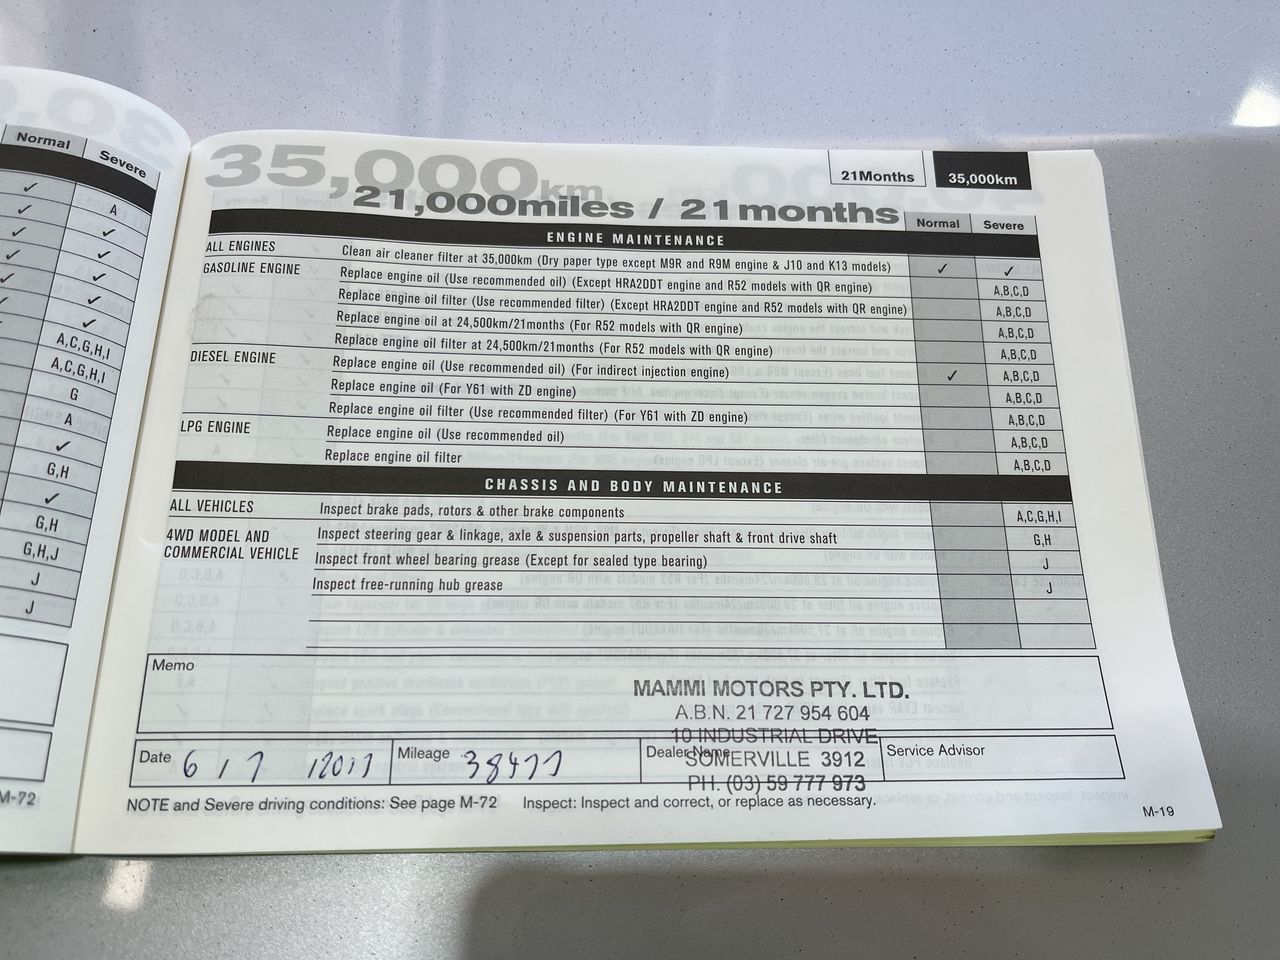 Normal
Severe
✓
A
✓
✓
✓
✓
✓
✓
✓
✓
✓
✓
A,C,G,H,I
A,C,G,H,I
G
A
✓
G,H
✓
G,H
G,H,J
J
J
M-72
35,000km
,21,000miles / 21months
21Months
35,000km
Normal
Severe
ENGINE MAINTENANCE
ALL ENGINES
Clean air cleaner filter at 35,000km (Dry paper type except M9R and R9M engine & J10 and K13 models)
✓
✓
GASOLINE ENGINE
Replace engine oil (Use recommended oil) (Except HRA2DDT engine and R52 models with QR engine)
A,B,C,D
Replace engine oil filter (Use recommended filter) (Except HRA2DDT engine and R52 models with QR engine)
A,B,C,D
Replace engine oil at 24,500km/21months (For R52 models with QR engine)
A,B,C,D
Replace engine oil filter at 24,500km/21months (For R52 models with QR engine)
A,B,C,D
DIESEL ENGINE
Replace engine oil (Use recommended oil) (For indirect injection engine)
✓
A,B,C,D
Replace engine oil (For Y61 with ZD engine)
A,B,C,D
Replace engine oil filter (Use recommended filter) (For Y61 with ZD engine)
A,B,C,D
LPG ENGINE
Replace engine oil (Use recommended oil)
A,B,C,D
Replace engine oil filter
A,B,C,D
CHASSIS AND BODY MAINTENANCE
ALL VEHICLES
Inspect brake pads, rotors & other brake components
A,C,G,H,I
4WD MODEL AND
COMMERCIAL VEHICLE
Inspect steering gear & linkage, axle & suspension parts, propeller shaft & front drive shaft
G,H
Inspect front wheel bearing grease (Except for sealed type bearing)
J
Inspect free-running hub grease
J
Memo
MAMMI MOTORS PTY. LTD.
A.B.N. 21 727 954 604
10 INDUSTRIAL DRIVE
SOMERVILLE 3912
PH. (03) 59 777 973
Date 6 / 7 / 2017
Mileage 38477
Dealer Name
Service Advisor
NOTE and Severe driving conditions: See page M-72
Inspect: Inspect and correct, or replace as necessary.
M-19